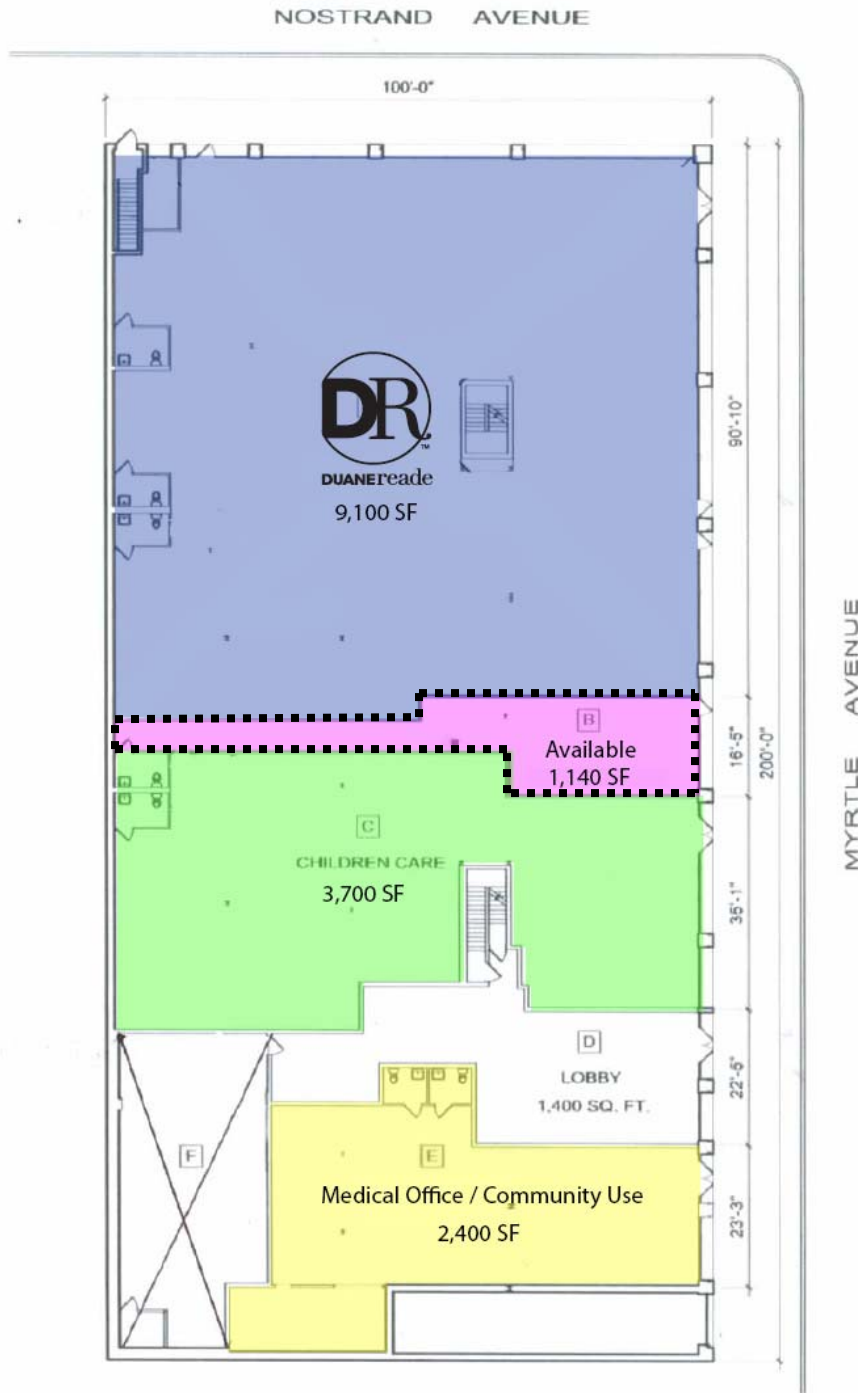 NOSTRAND AVENUE
100'-0"
DR
TM
DUANEreade
9,100 SF
90'-10"
B
Available
1,140 SF
16'-5"
200'-0"
MYRTLE AVENUE
C
CHILDREN CARE
3,700 SF
35'-1"
D
LOBBY
1,400 SQ. FT.
22'-5"
F
E
Medical Office / Community Use
2,400 SF
23'-3"